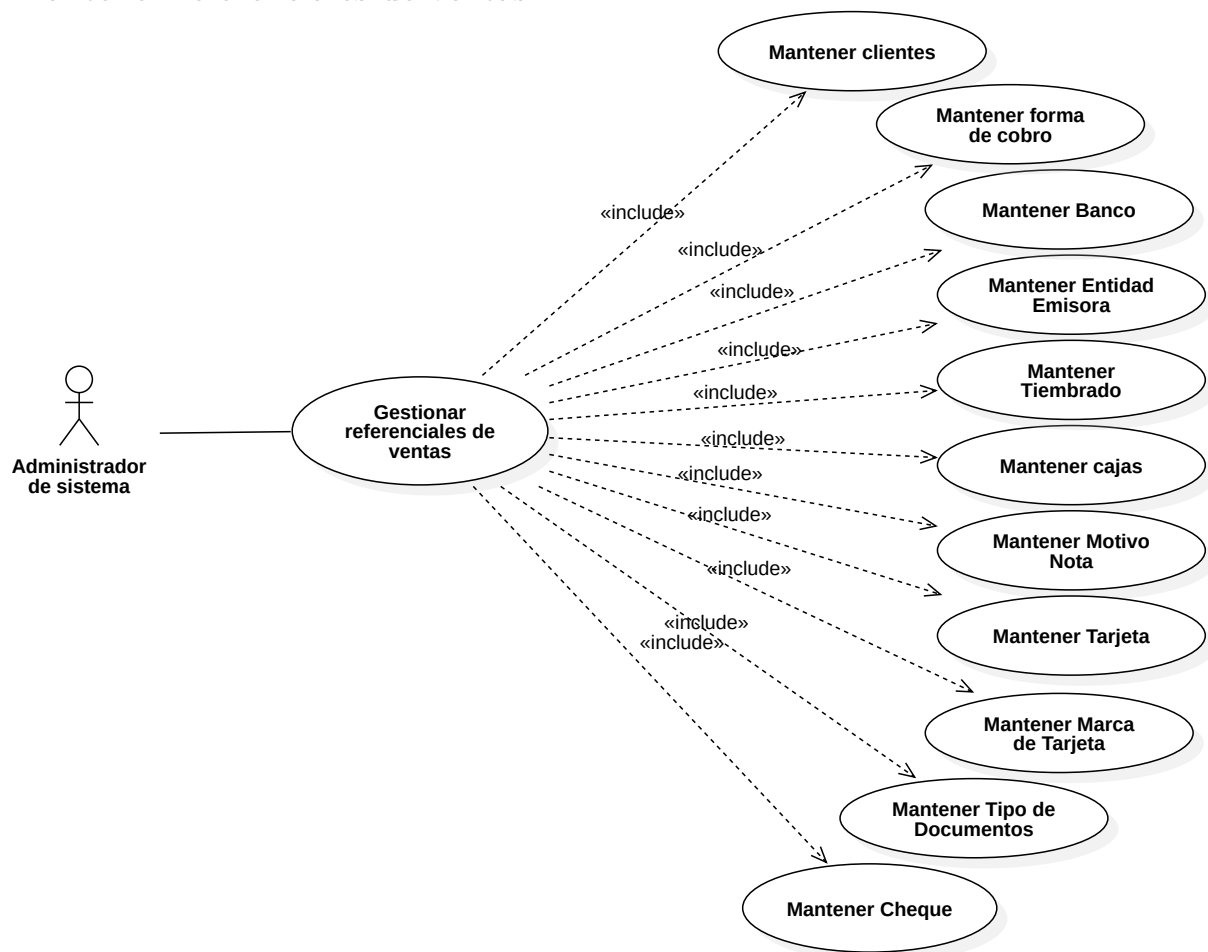 Mantener clientes
Mantener forma
de cobro
«include»
Mantener Banco
«include»
«include»
Mantener Entidad
Emisora
«include»
Mantener
Tiembrado
«include»
Gestionar
referenciales de
ventas
«include»
Mantener cajas
Administrador
de sistema
«include»
«include»
Mantener Motivo
Nota
«include»
«include»
«include»
Mantener Tarjeta
Mantener Marca
de Tarjeta
Mantener Tipo de
Documentos
Mantener Cheque